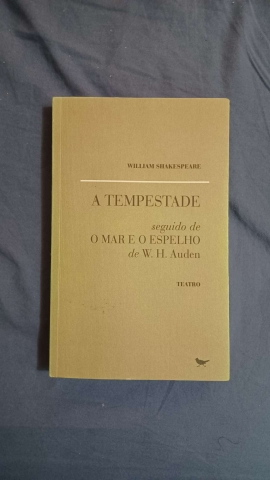 WILLIAM SHAKESPEARE
A TEMPESTADE
seguido de
O MAR E O ESPELHO
de W. H. Auden
TEATRO